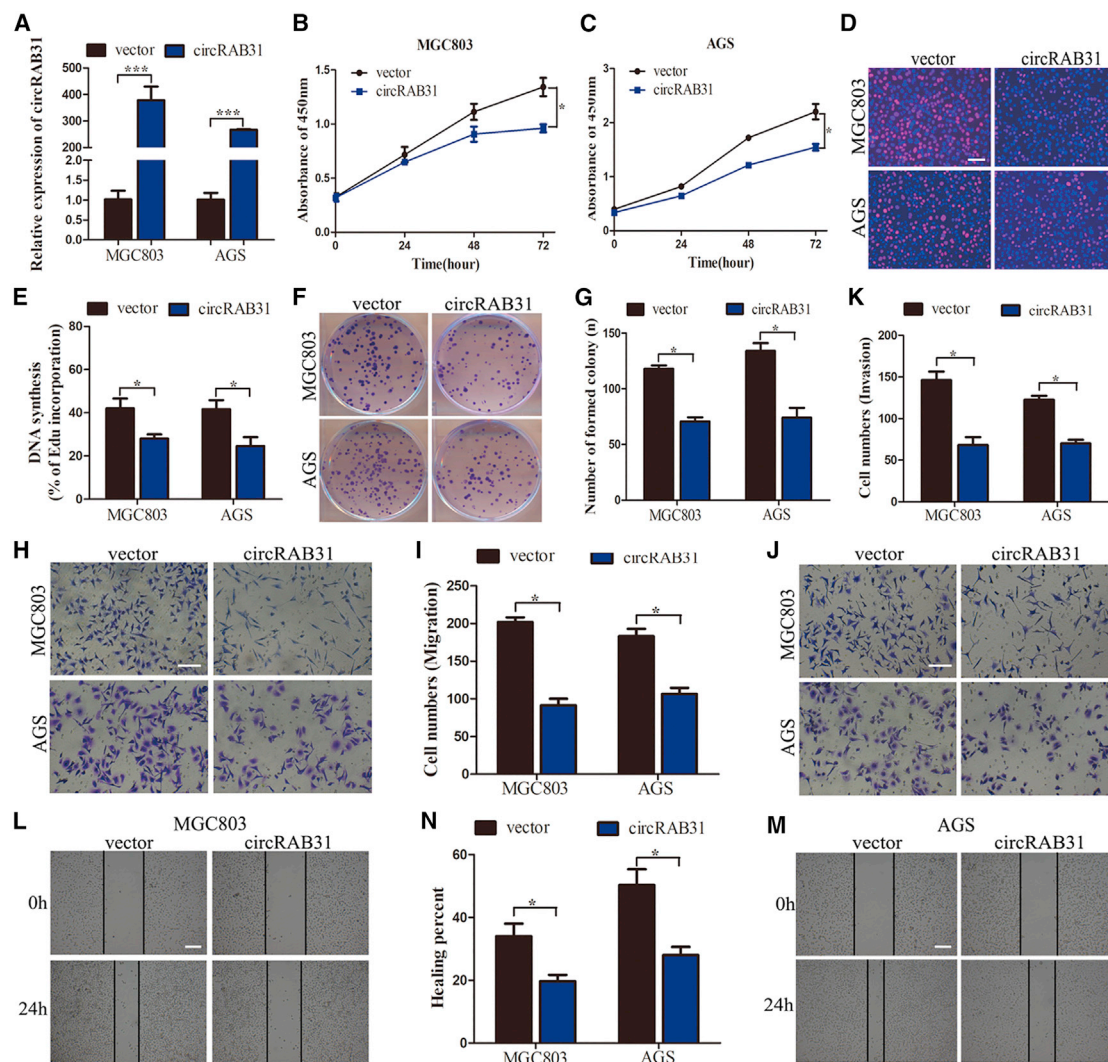 A
vector circRAB31
Relative expression of circRAB31
500
400
300
200
100
2.0
1.5
1.0
0.5
0.0
***
***
MGC803 AGS
B
MGC803
vector
circRAB31
Absorbance of 450nm
1.5
1.0
0.5
0.0
*
0 24 48 72
Time(hour)
C
AGS
vector
circRAB31
Absorbance of 450nm
3
2
1
0
*
0 24 48 72
Time(hour)
D
vector circRAB31
MGC803
AGS
E
vector circRAB31
DNA synthesis
(% of Edu incorporation)
80
60
40
20
0
*
*
MGC803 AGS
F
vector circRAB31
MGC803
AGS
G
vector circRAB31
Number of formed colony (n)
150
100
50
0
*
*
MGC803 AGS
K
vector circRAB31
Cell numbers (Invasion)
200
150
100
50
0
*
*
MGC803 AGS
H
vector circRAB31
MGC803
AGS
I
vector circRAB31
Cell numbers (Migration)
250
200
150
100
50
0
*
*
MGC803 AGS
J
vector circRAB31
MGC803
AGS
L
MGC803
vector circRAB31
0h
24h
N
vector circRAB31
Healing percent
60
40
20
0
*
*
MGC803 AGS
M
AGS
vector circRAB31
0h
24h